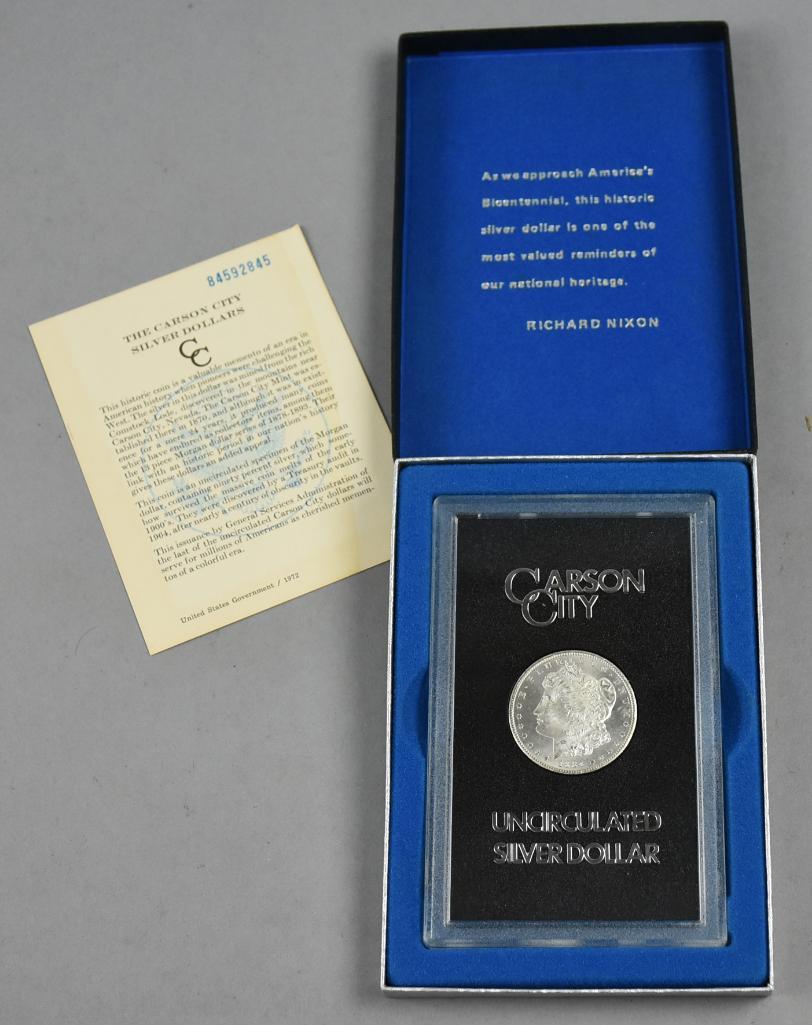 84592845
THE CARSON CITY
SILVER DOLLARS
CC
This historic coin is a valuable memento of an era in
American history when pioneers were challenging the
West. The silver in this dollar was mined from the rich
Comstock Lode, discovered in the mountains near
Carson City, Nevada. The Carson City Mint was es-
tablished there in 1870, and although it was in exist-
ence for a mere 24 years, it produced many coins
which have endured as collectors' items, among them
the 13 piece Morgan dollar series of 1878-1893. Their
link with an historic period in our nation's history
gives these dollars an added appeal.
This coin is an uncirculated specimen of the Morgan
dollar, containing ninety percent silver, which some-
how survived the massive coin melts of the early
1900's. They were discovered by a Treasury audit in
1964, after nearly a century of obscurity in the vaults.
This issuance by General Services Administration of
the last of the uncirculated Carson City dollars will
serve for millions of Americans as cherished memen-
tos of a colorful era.
United States Government / 1972
As we approach America's
Bicentennial, this historic
silver dollar is one of the
most valued reminders of
our national heritage.
RICHARD NIXON
CARSON
CITY
E PLURIBUS UNUM
UNCIRCULATED
SILVER DOLLAR